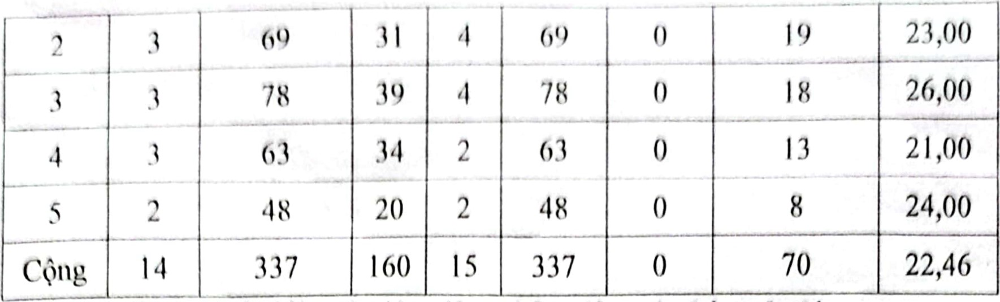 2 3 69 31 4 69 0 19 23,00
3 3 78 39 4 78 0 18 26,00
4 3 63 34 2 63 0 13 21,00
5 2 48 20 2 48 0 8 24,00
Cộng 14 337 160 15 337 0 70 22,46